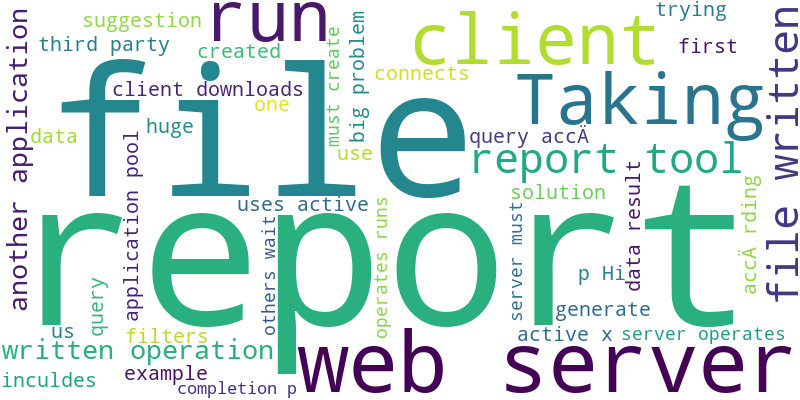 suggestion
run
client
trying
third party
created
first
another application
file
client downloads
must create
big problem
connects
Taking
file written
one
data
huge
use
query accÄ
report tool
application pool
uses active
solution
report
others wait
operates runs
server must
data result
accÄ rding
p Hi
query
generate
us
filters
active x
server operates
written operation
web server
inculdes
example
completion p